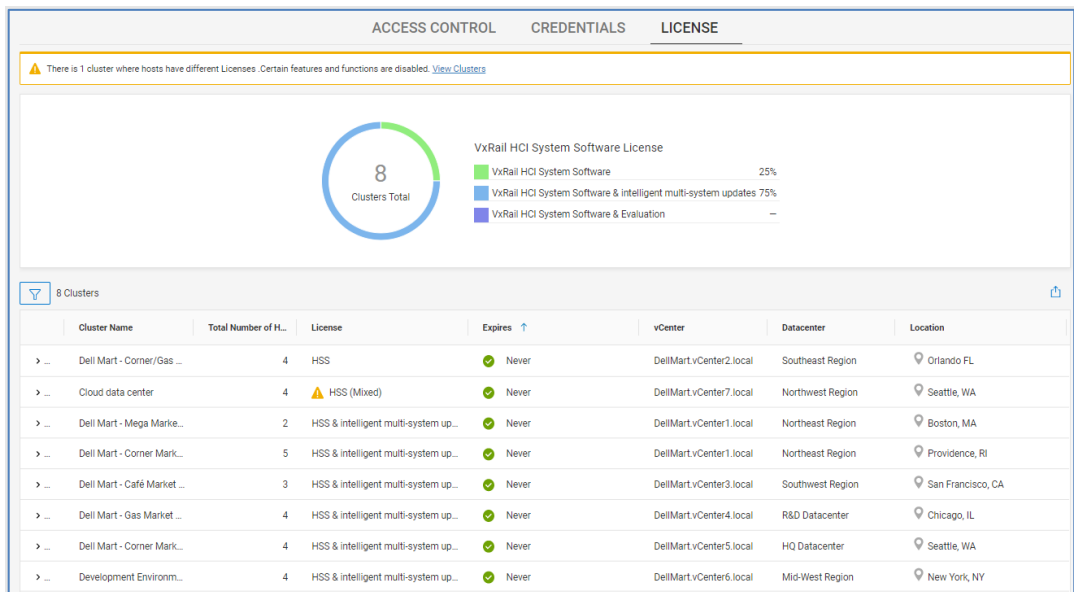 ACCESS CONTROL CREDENTIALS LICENSE
There is 1 cluster where hosts have different Licenses .Certain features and functions are disabled. View Clusters
VxRail HCI System Software License
8
Clusters Total
VxRail HCI System Software 25%
VxRail HCI System Software & intelligent multi-system updates 75%
VxRail HCI System Software & Evaluation –
8 Clusters
Cluster Name Total Number of H... License Expires ↑ vCenter Datacenter Location
> ... Dell Mart - Corner/Gas ... 4 HSS Never DellMart.vCenter2.local Southeast Region Orlando FL
> ... Cloud data center 4 HSS (Mixed) Never DellMart.vCenter7.local Northwest Region Seattle, WA
> ... Dell Mart - Mega Marke... 2 HSS & intelligent multi-system up... Never DellMart.vCenter1.local Northeast Region Boston, MA
> ... Dell Mart - Corner Mark... 5 HSS & intelligent multi-system up... Never DellMart.vCenter1.local Northeast Region Providence, RI
> ... Dell Mart - Café Market ... 3 HSS & intelligent multi-system up... Never DellMart.vCenter3.local Southwest Region San Francisco, CA
> ... Dell Mart - Gas Market ... 4 HSS & intelligent multi-system up... Never DellMart.vCenter4.local R&D Datacenter Chicago, IL
> ... Dell Mart - Corner Mark... 4 HSS & intelligent multi-system up... Never DellMart.vCenter5.local HQ Datacenter Seattle, WA
> ... Development Environm... 4 HSS & intelligent multi-system up... Never DellMart.vCenter6.local Mid-West Region New York, NY